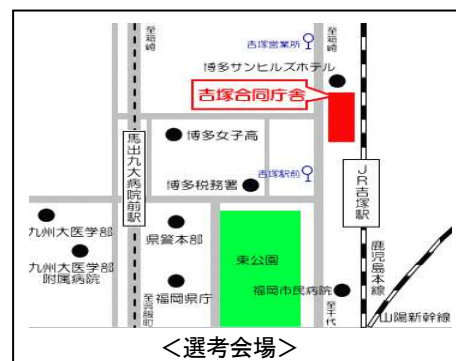 至箱崎
吉塚営業所
至箱崎
博多サンヒルズホテル
吉塚合同庁舎
博多女子高
馬出九大病院前駅
吉塚駅前
JR吉塚駅
博多税務署
九州大医学部
県警本部
九州大医学部
附属病院
東公園
鹿児島本線
福岡県庁
福岡市民病院
至呉服町
至千代
山陽新幹線
＜選考会場＞